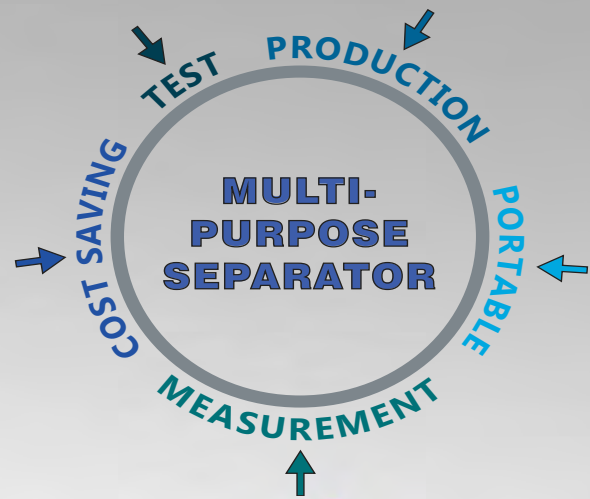 TEST
PRODUCTION
PORTABLE
MEASUREMENT
COST SAVING
MULTI-
PURPOSE
SEPARATOR